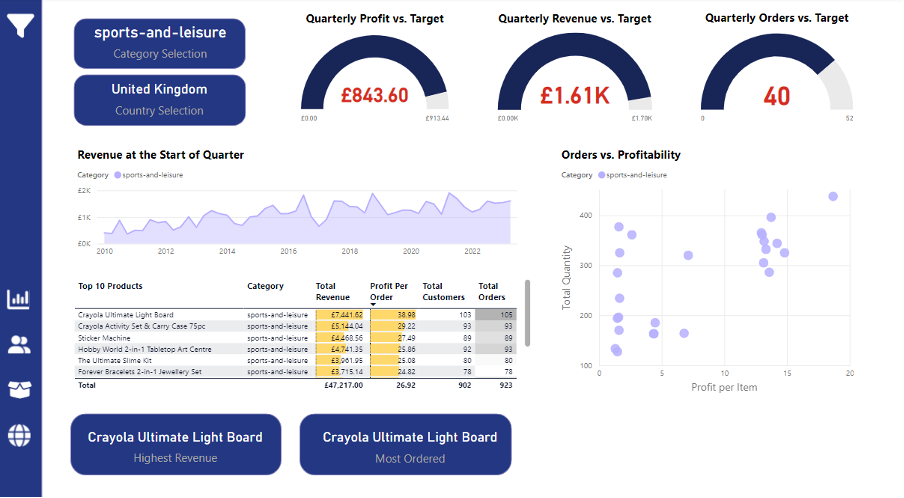 sports-and-leisure
Category Selection
United Kingdom
Country Selection
Quarterly Profit vs. Target
£843.60
£0.00
£913.44
Quarterly Revenue vs. Target
£1.61K
£0.00K
£1.70K
Quarterly Orders vs. Target
40
0
52
Revenue at the Start of Quarter
Category sports-and-leisure
£2K
£1K
£0K
2010 2012 2014 2016 2018 2020 2022
Orders vs. Profitability
Category sports-and-leisure
Total Quantity
400
300
200
100
0 5 10 15 20
Profit per Item
Top 10 Products Category Total Revenue Profit Per Order Total Customers Total Orders
Crayola Ultimate Light Board sports-and-leisure £7,441.62 38.98 103 105
Crayola Activity Set & Carry Case 75pc sports-and-leisure £5,144.04 29.22 93 93
Sticker Machine sports-and-leisure £4,468.56 27.49 89 89
Hobby World 2-in-1 Tabletop Art Centre sports-and-leisure £4,741.35 25.86 92 93
The Ultimate Slime Kit sports-and-leisure £3,961.95 25.08 80 80
Forever Bracelets 2-in-1 Jewellery Set sports-and-leisure £3,715.14 24.82 78 78
Total £47,217.00 26.92 902 923
Crayola Ultimate Light Board
Highest Revenue
Crayola Ultimate Light Board
Most Ordered